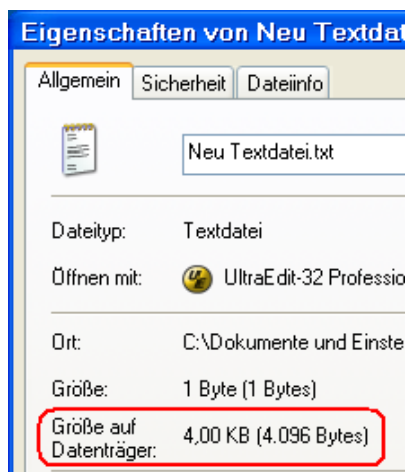 Eigenschaften von Neu Textdat
Allgemein Sicherheit Dateiinfo
Neu Textdatei.txt
Dateityp: Textdatei
Öffnen mit: UltraEdit-32 Professio
Ort: C:\Dokumente und Einste
Größe: 1 Byte (1 Bytes)
Größe auf
Datenträger: 4,00 KB (4.096 Bytes)